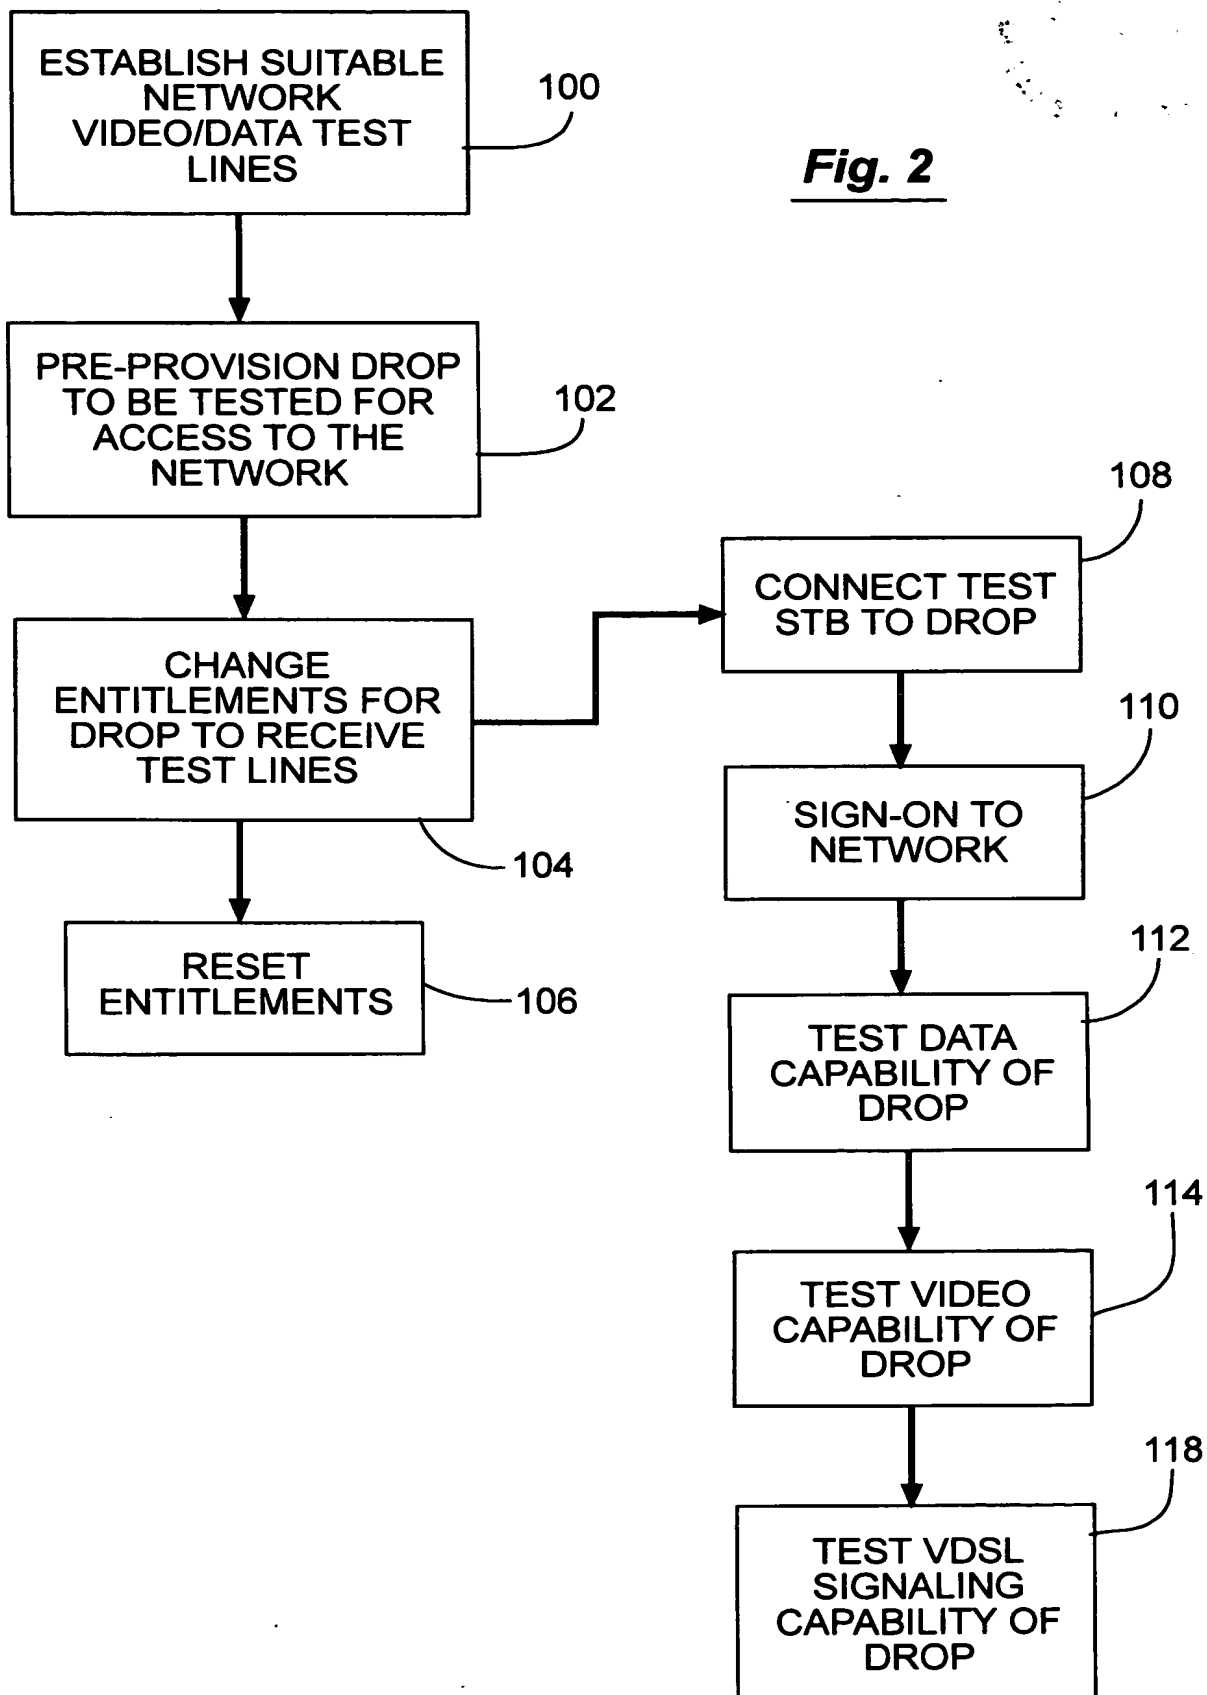 ESTABLISH SUITABLE
NETWORK
VIDEO/DATA TEST
LINES
100
Fig. 2
PRE-PROVISION DROP
TO BE TESTED FOR
ACCESS TO THE
NETWORK
102
CHANGE
ENTITLEMENTS FOR
DROP TO RECEIVE
TEST LINES
104
RESET
ENTITLEMENTS
106
108
CONNECT TEST
STB TO DROP
110
SIGN-ON TO
NETWORK
112
TEST DATA
CAPABILITY OF
DROP
114
TEST VIDEO
CAPABILITY OF
DROP
118
TEST VDSL
SIGNALING
CAPABILITY OF
DROP